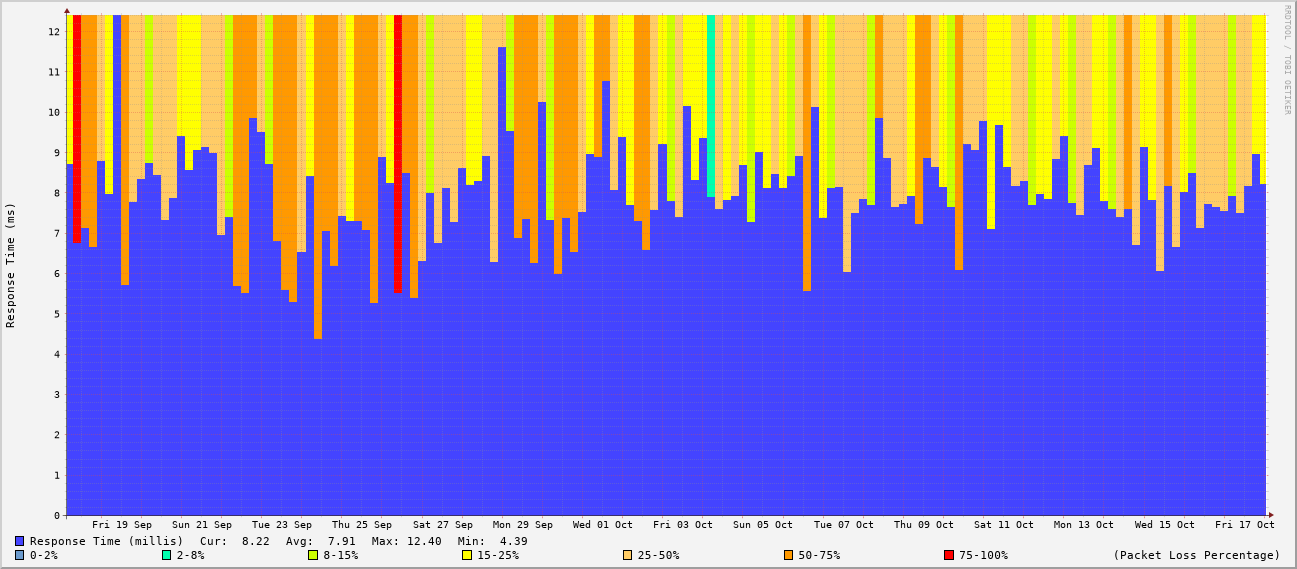 RRDTOOL / TOBI OETIKER
Response Time (ms)
12
11
10
9
8
7
6
5
4
3
2
1
0
Fri 19 Sep Sun 21 Sep Tue 23 Sep Thu 25 Sep Sat 27 Sep Mon 29 Sep Wed 01 Oct Fri 03 Oct Sun 05 Oct Tue 07 Oct Thu 09 Oct Sat 11 Oct Mon 13 Oct Wed 15 Oct Fri 17 Oct
Response Time (millis) Cur: 8.22 Avg: 7.91 Max: 12.40 Min: 4.39
0-2% 2-8% 8-15% 15-25% 25-50% 50-75% 75-100% (Packet Loss Percentage)